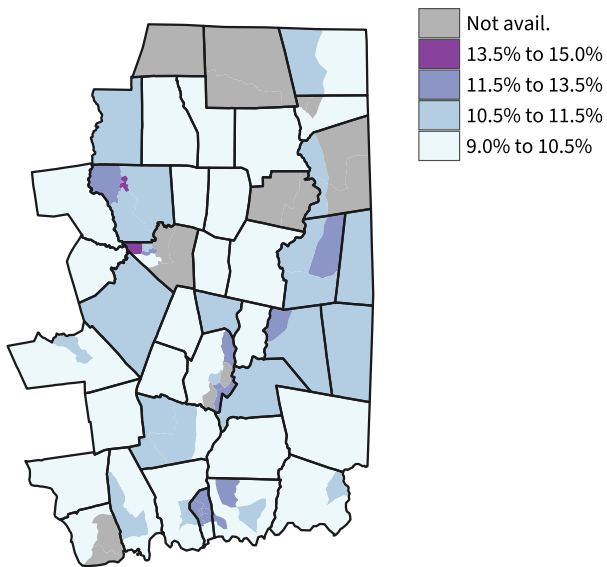 Not avail.
13.5% to 15.0%
11.5% to 13.5%
10.5% to 11.5%
9.0% to 10.5%